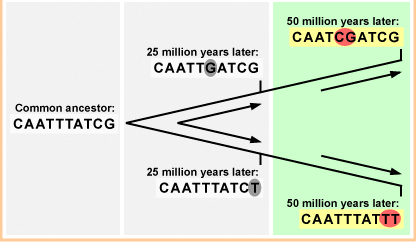 50 million years later:
CAATCGATCG
25 million years later:
CAATTGATCG
Common ancestor:
CAATTTATCG
25 million years later:
CAATTTATCT
50 million years later:
CAATTTATTT